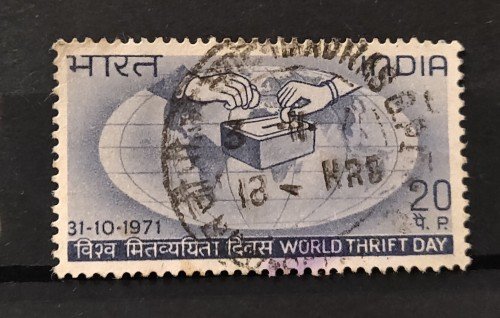 भारत INDIA
20
पै. P.
31-10-1971
विश्व मितव्ययिता दिवस WORLD THRIFT DAY